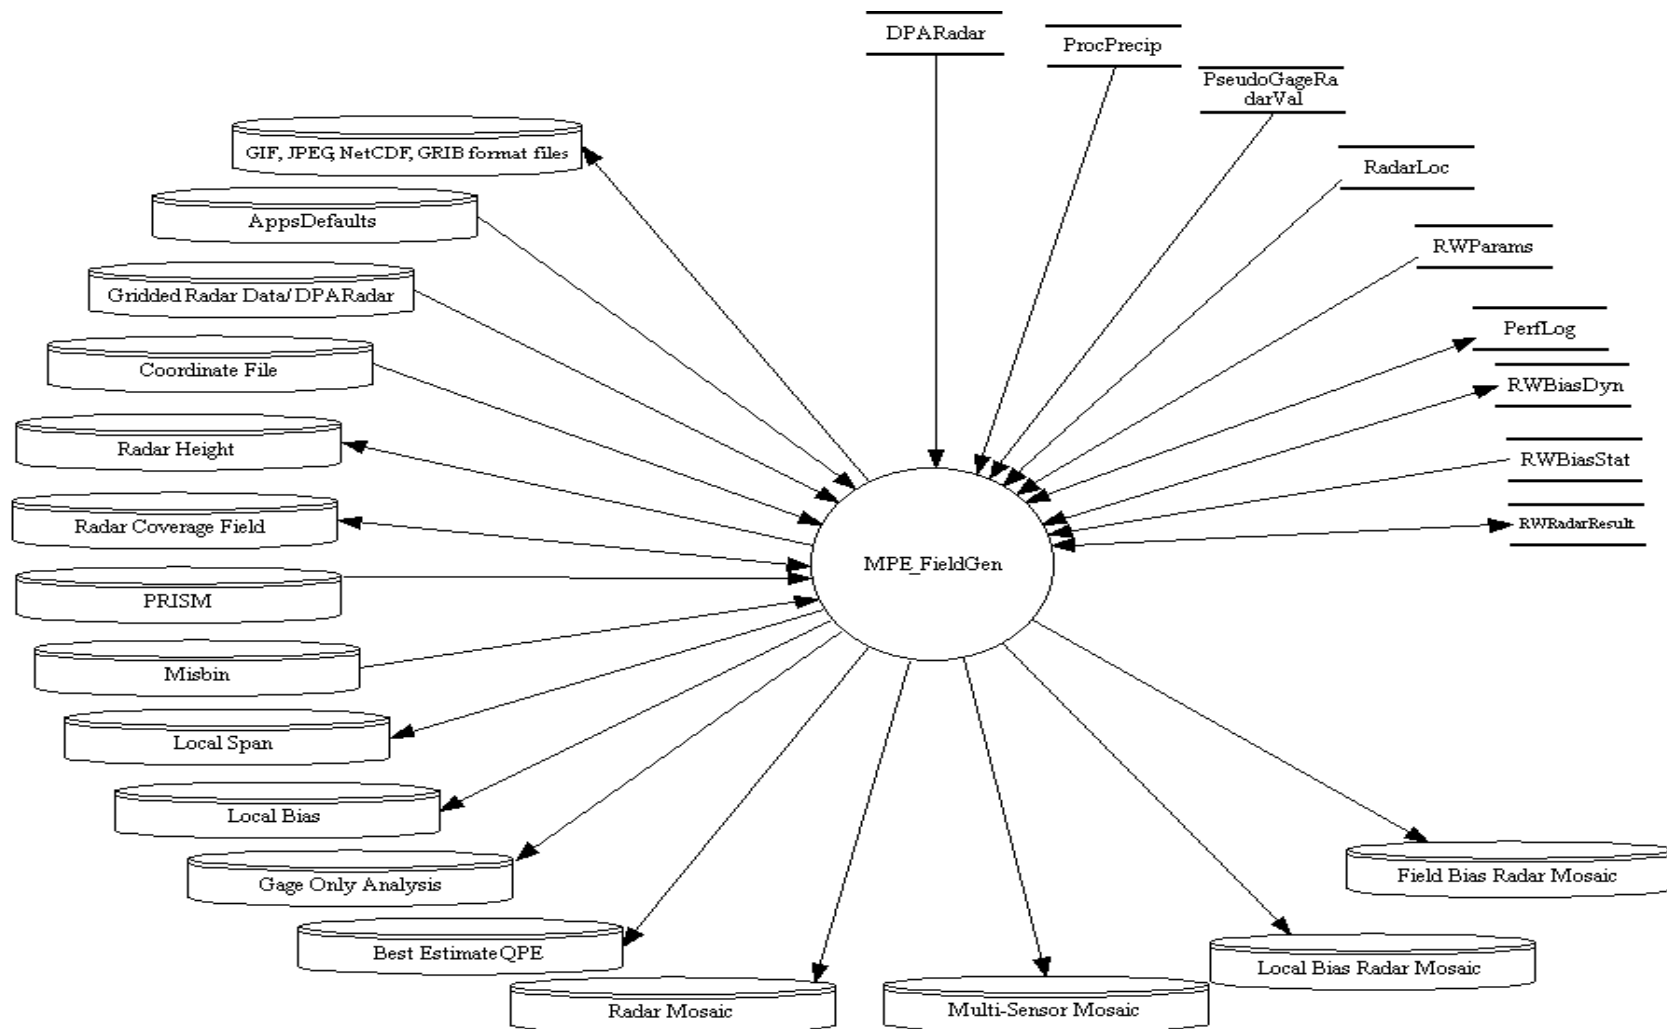 DPARadar
ProcPrecip
PseudoGageRa
darVal
GIF, JPEG, NetCDF, GRIB format files
RadarLoc
AppsDefaults
RWParams
Gridded Radar Data/ DPARadar
PerfLog
Coordinate File
RWBiasDyn
Radar Height
RWBiasStat
Radar Coverage Field
RWRadarResult
MPE_FieldGen
PRISM
Misbin
Local Span
Local Bias
Gage Only Analysis
Field Bias Radar Mosaic
Best Estimate QPE
Local Bias Radar Mosaic
Radar Mosaic
Multi-Sensor Mosaic